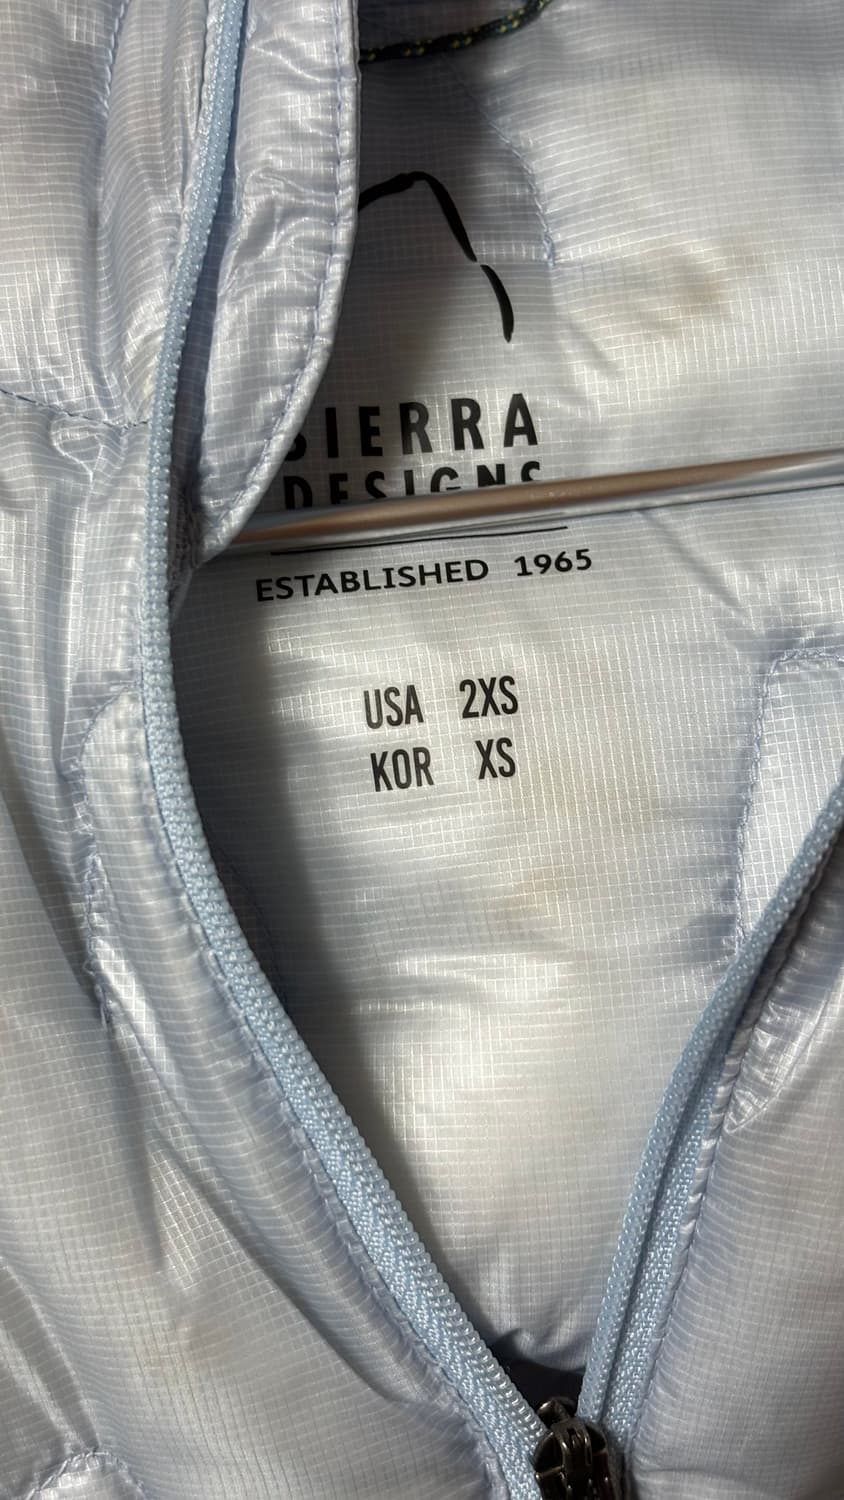 SIERRA
DESIGNS
ESTABLISHED 1965
USA 2XS
KOR XS